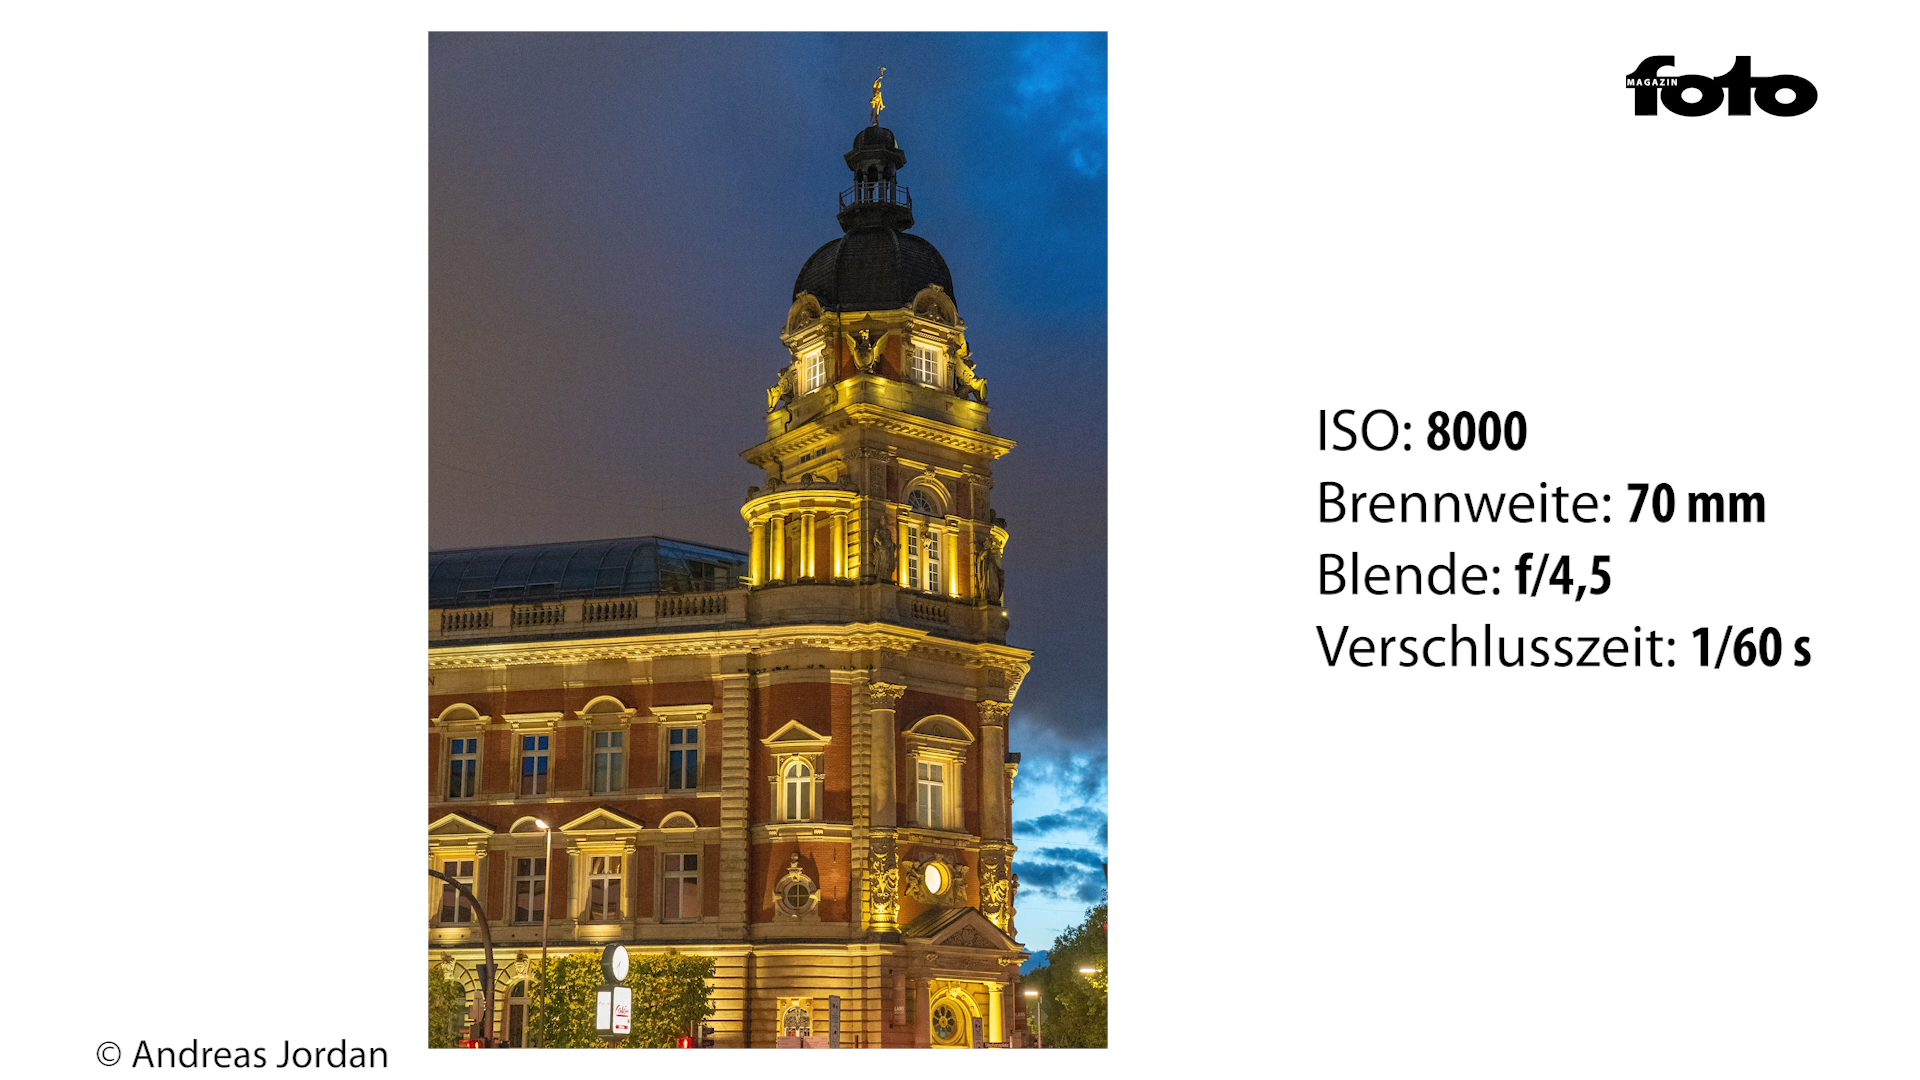 MAGAZIN
foto
ISO: 8000
Brennweite: 70 mm
Blende: f/4,5
Verschlusszeit: 1/60 s
© Andreas Jordan